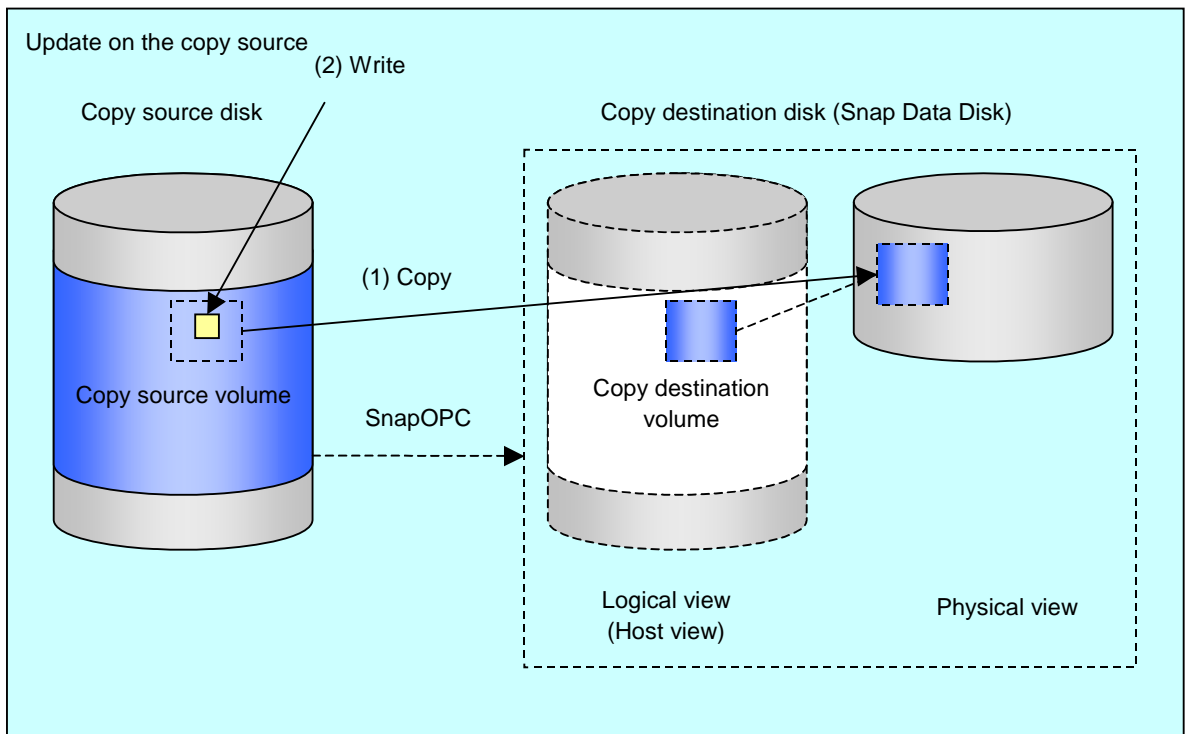 Update on the copy source
(2) Write
Copy source disk
Copy destination disk (Snap Data Disk)
(1) Copy
Copy source volume
Copy destination
volume
SnapOPC
Logical view
(Host view)
Physical view